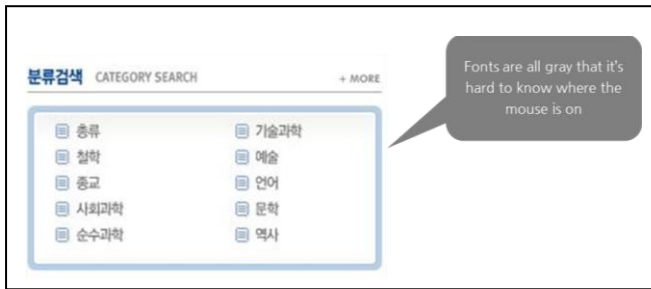 분류검색 CATEGORY SEARCH + MORE
총류
철학
종교
사회과학
순수과학
기술과학
예술
언어
문학
역사
Fonts are all gray that it's
hard to know where the
mouse is on